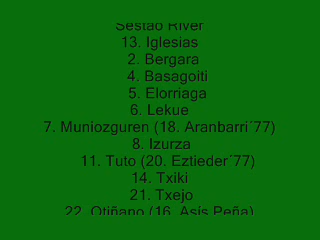 Sestao River
13. Iglesias
2. Bergara
4. Basagoiti
5. Elorriaga
6. Lekue
7. Muniozguren (18. Aranbarri´77)
8. Izurza
11. Tuto (20. Eztieder´77)
14. Txiki
21. Txejo
22. Otiñano (16. Asis Peña)